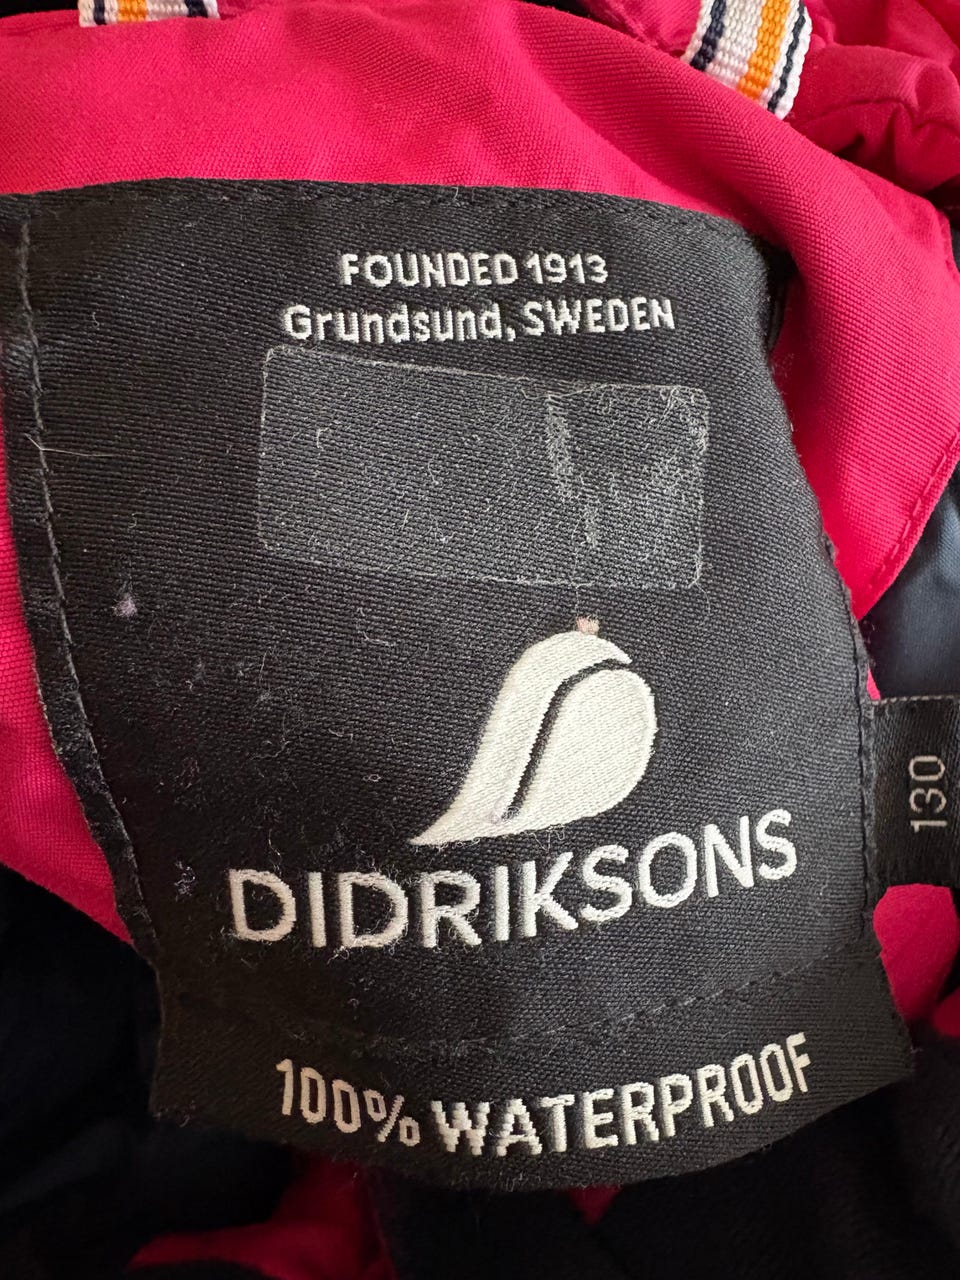 FOUNDED 1913
Grundsund, SWEDEN
DIDRIKSONS
100% WATERPROOF
130